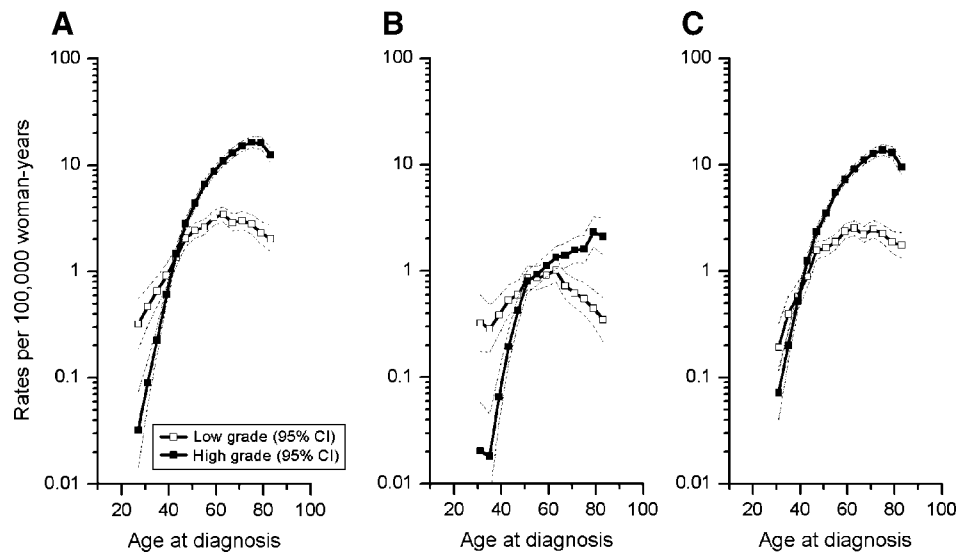 A
B
C
Rates per 100,000 woman-years
100
10
1
0.1
0.01
Low grade (95% CI)
High grade (95% CI)
20 40 60 80 100
Age at diagnosis
100
10
1
0.1
0.01
20 40 60 80 100
Age at diagnosis
100
10
1
0.1
0.01
20 40 60 80 100
Age at diagnosis